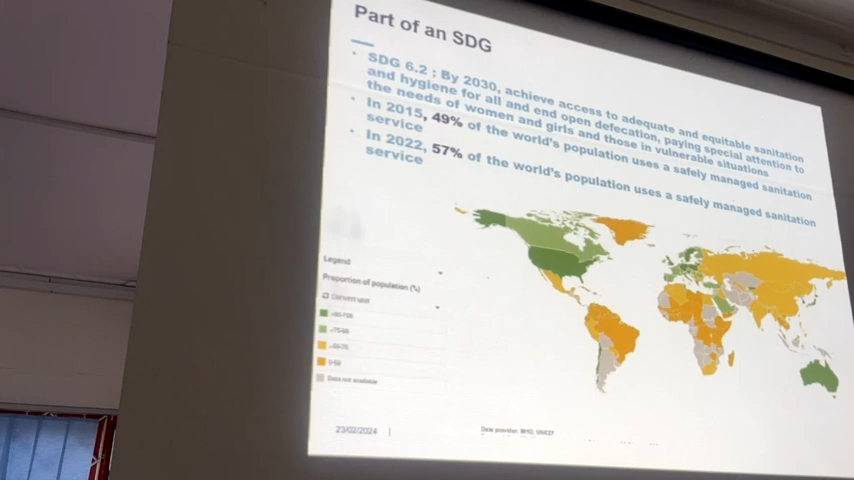 Part of an SDG
• SDG 6.2 : By 2030, achieve access to adequate and equitable sanitation
and hygiene for all and end open defecation, paying special attention to
the needs of women and girls and those in vulnerable situations
• In 2015, 49% of the world's population uses a safely managed sanitation
service
• In 2022, 57% of the world's population uses a safely managed sanitation
service
Legend
Proportion of population (%)
Current unit
Data not available
23/02/2024 |
Data provider: WHO, UNICEF